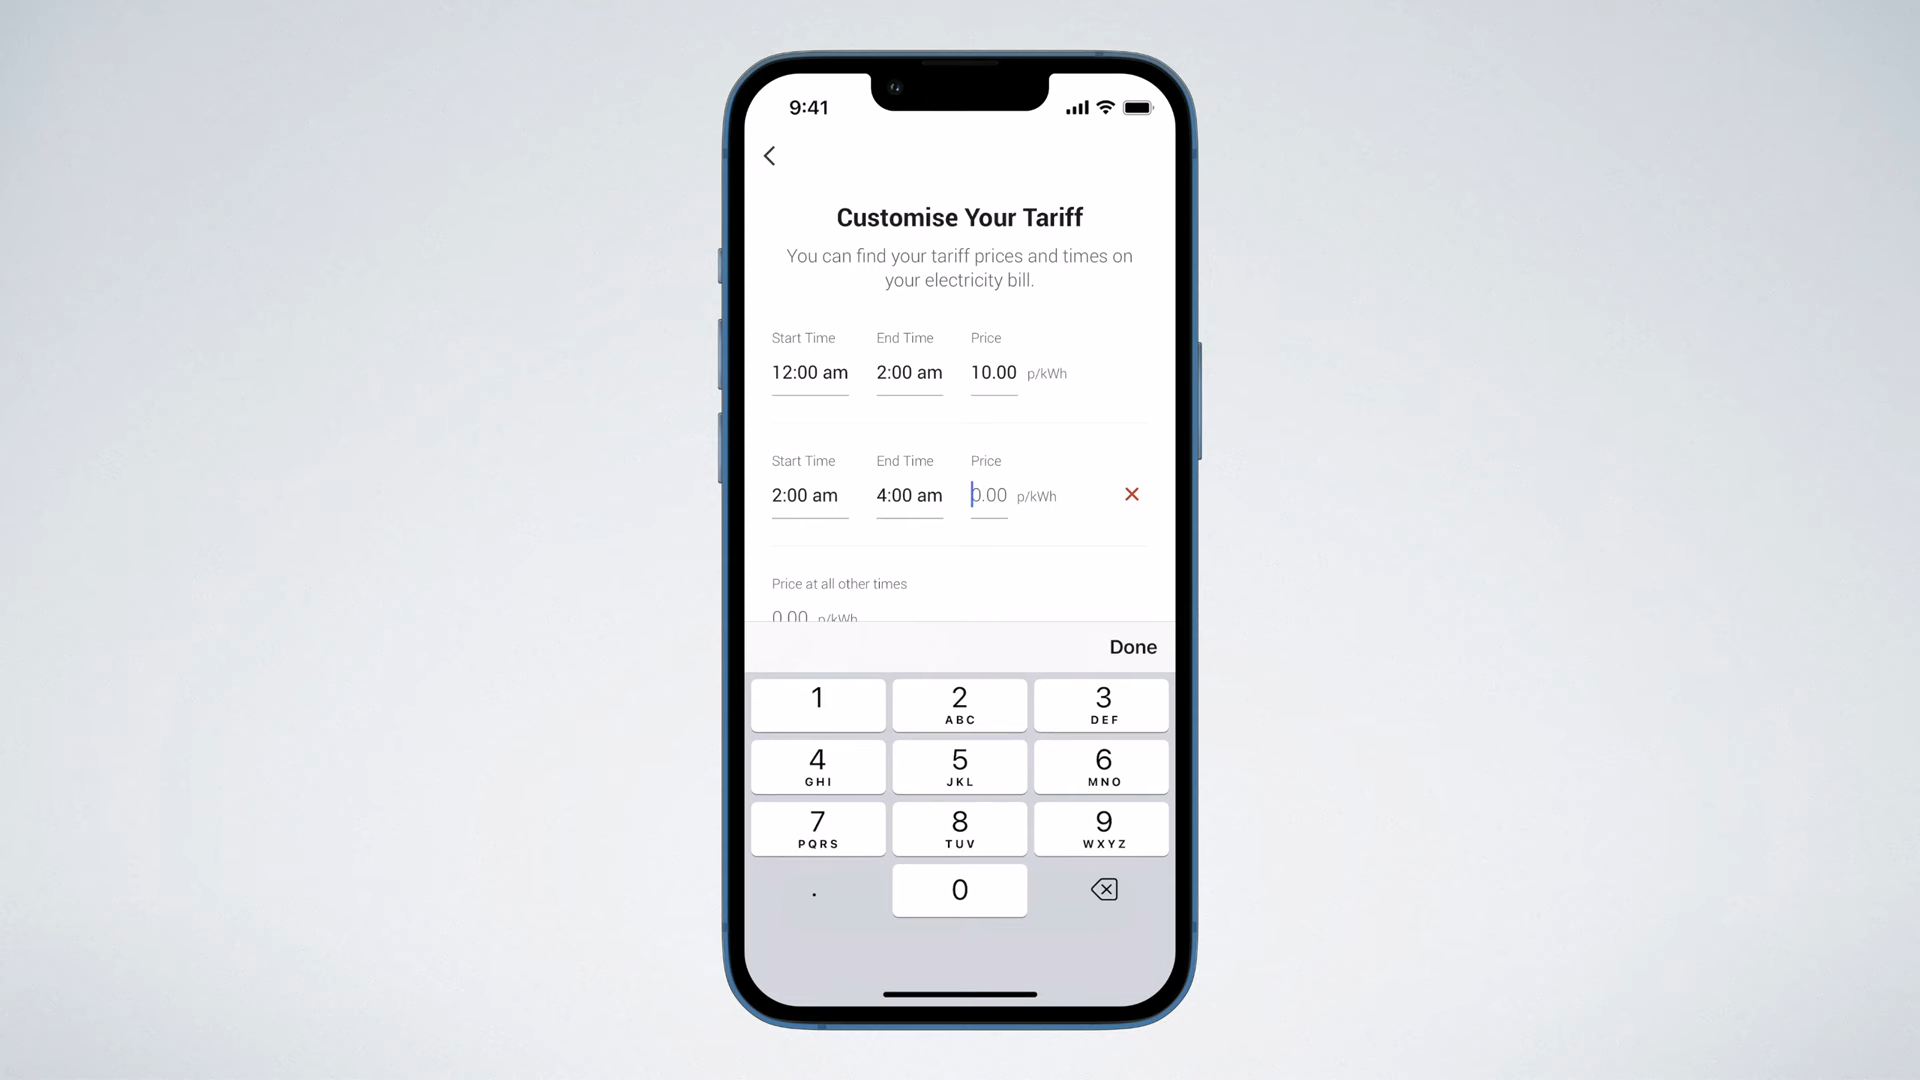 9:41
Customise Your Tariff
You can find your tariff prices and times on
your electricity bill.
Start Time End Time Price
12:00 am 2:00 am 10.00 p/kWh
Start Time End Time Price
2:00 am 4:00 am 0.00 p/kWh
Price at all other times
0.00 p/kWh
Done
1 2 3
ABC DEF
4 5 6
GHI JKL MNO
7 8 9
PQRS TUV WXYZ
. 0